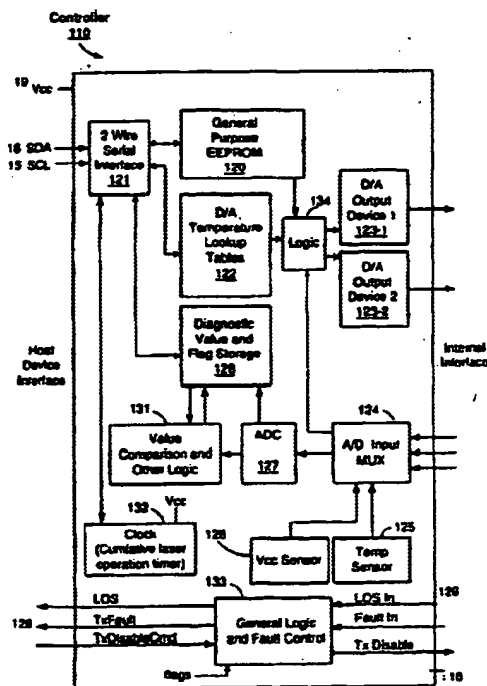 Controller
110
19 Vcc
16 SDA
15 SCL
2 Wire
Serial
Interface
121
General
Purpose
EEPROM
120
D/A
Temperature
Lookup
Tables
122
134
Logic
D/A
Output
Device 1
123-1
D/A
Output
Device 2
123-2
Diagnostic
Value and
Flag Storage
128
Host
Device
Interface
Internal
Interface
131
Value
Comparison and
Other Logic
ADC
127
124
A/D Input
MUX
132
Vcc
Clock
(Cumlative laser
operation timer)
126
Vcc Sensor
125
Temp
Sensor
133
General Logic
and Fault Control
LOS
TxFault
TxDisableCmd
129
LOS In
Fault In
Tx Disable
flags